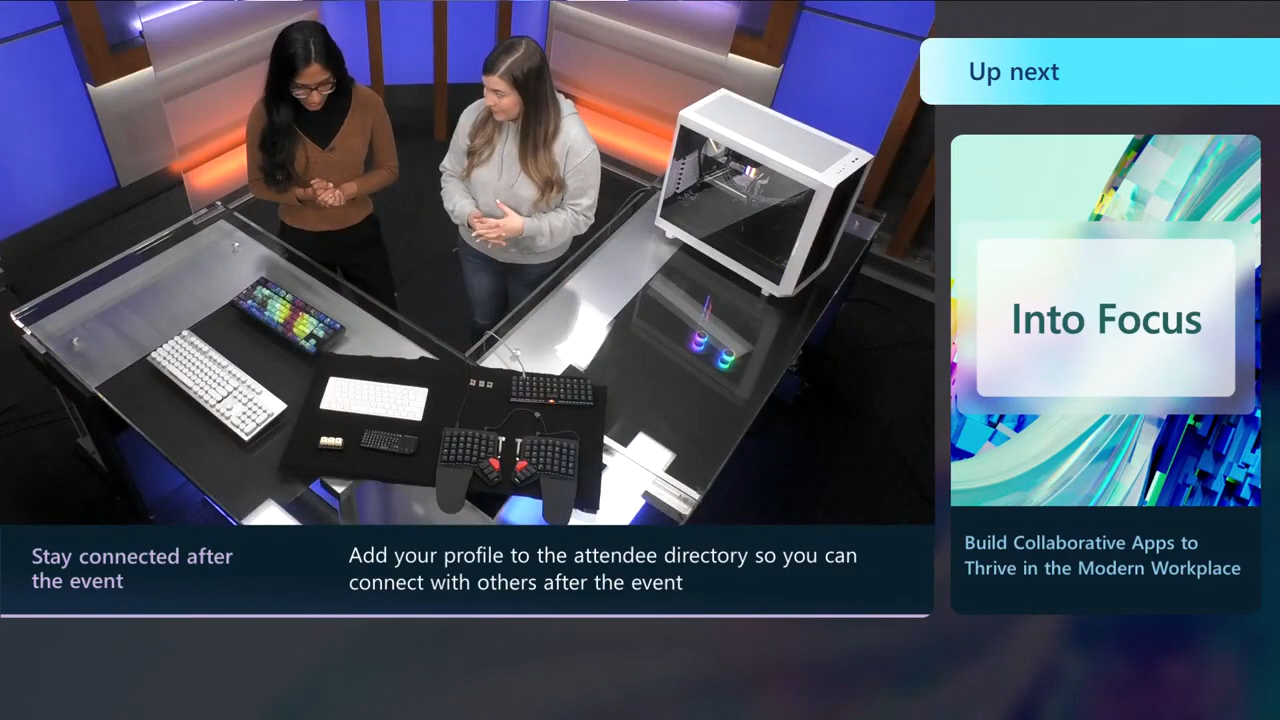 Up next
Into Focus
Build Collaborative Apps to
Thrive in the Modern Workplace
Stay connected after
the event
Add your profile to the attendee directory so you can
connect with others after the event